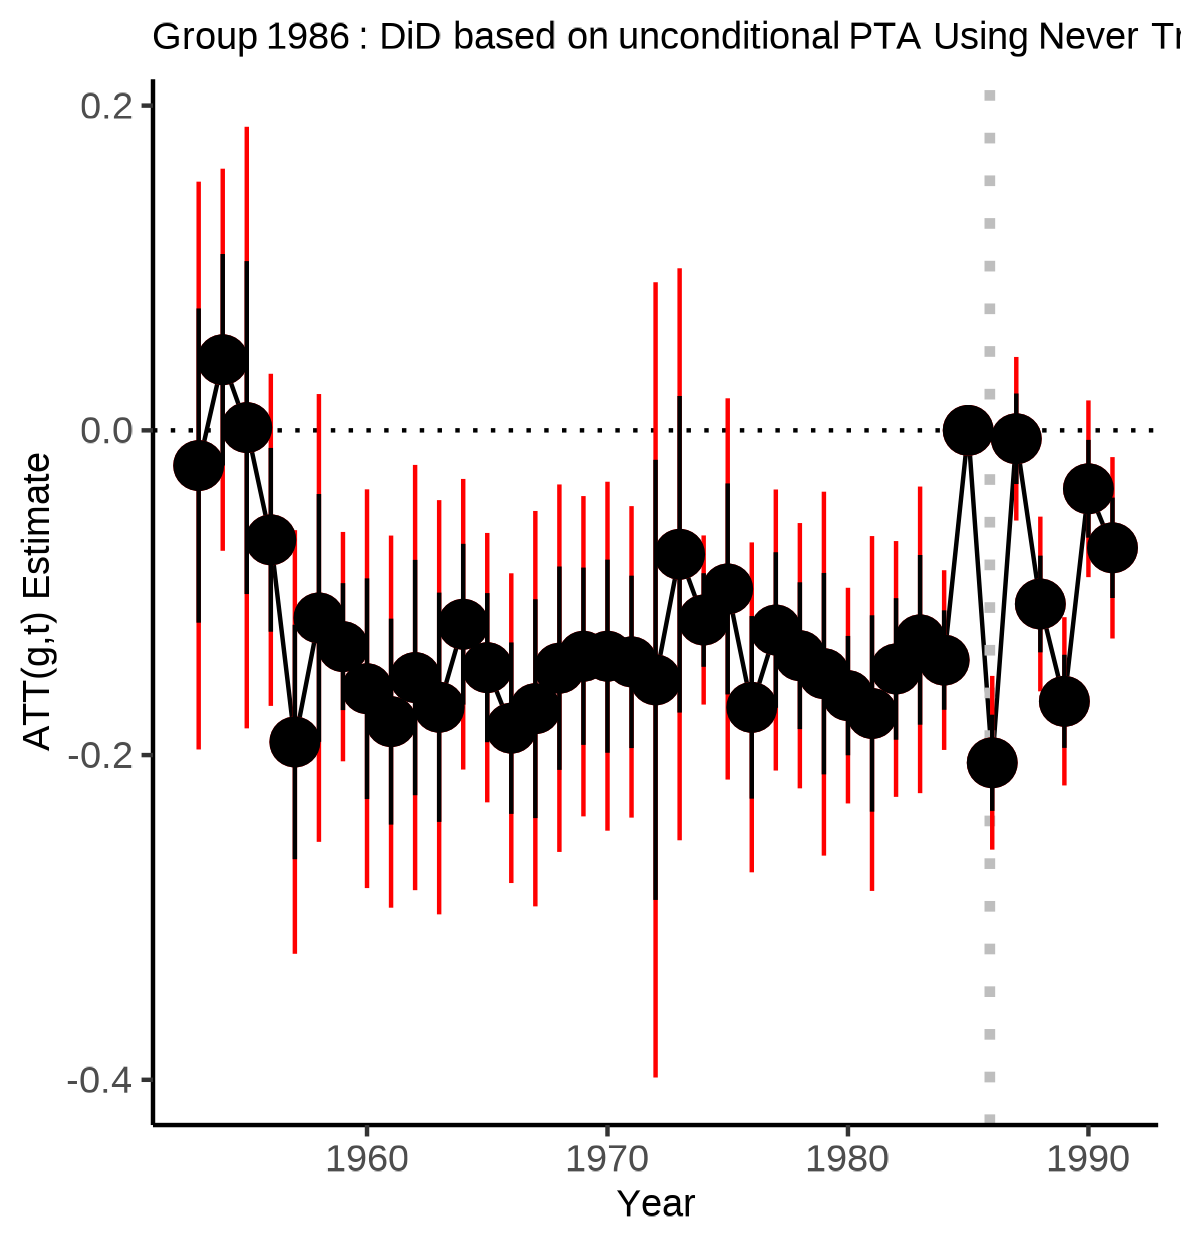 Group 1986 : DiD based on unconditional PTA Using Never
0.2
0.0
-0.2
-0.4
ATT(g,t) Estimate
1960 1970 1980 1990
Year